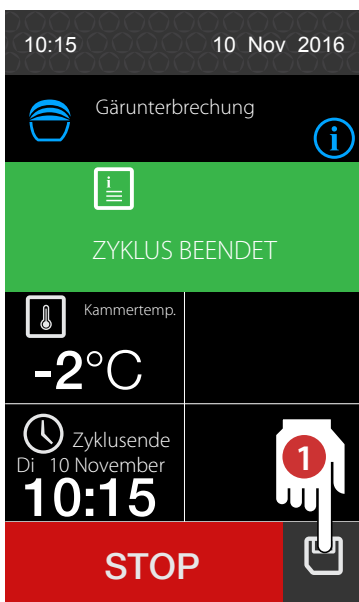 10:15 10 Nov 2016
Gärunterbrechung
i
i
ZYKLUS BEENDET
Kammertemp.
-2°C
Zyklusende
Di 10 November
10:15
1
STOP